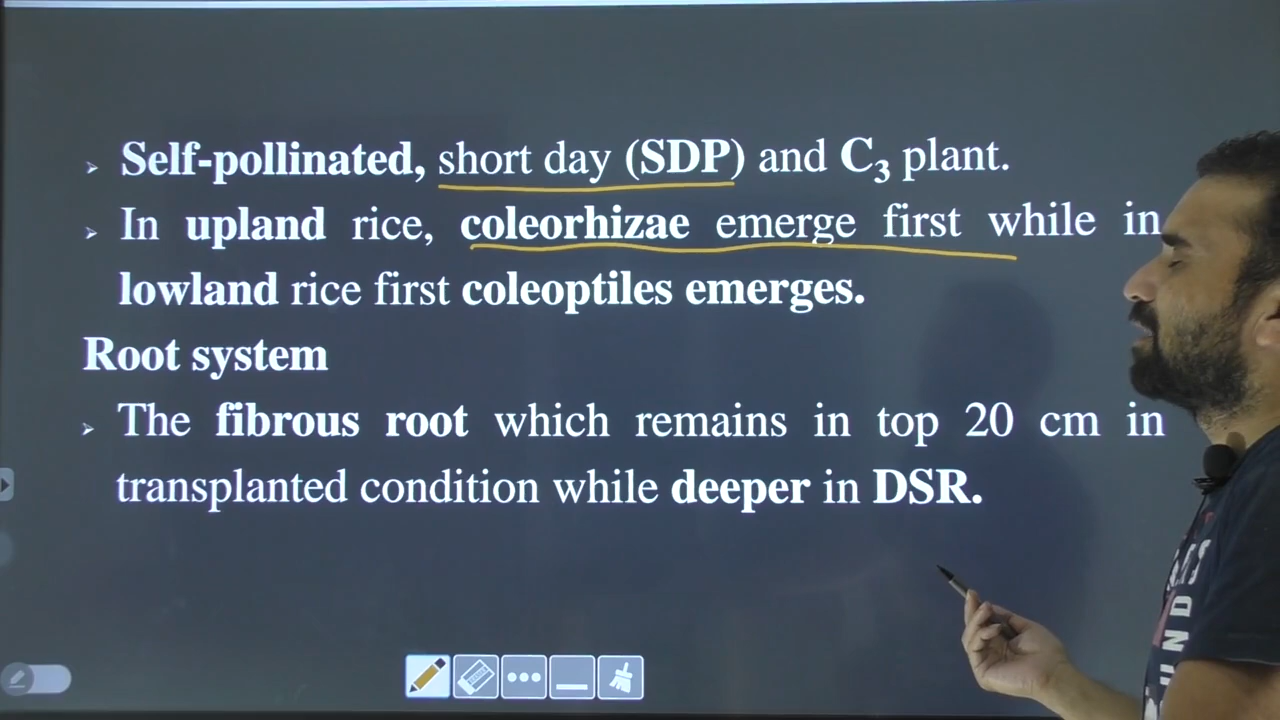 Self-pollinated, short day (SDP) and C₃ plant.
In upland rice, coleorhizae emerge first while in
lowland rice first coleoptiles emerges.
Root system
The fibrous root which remains in top 20 cm in
transplanted condition while deeper in DSR.